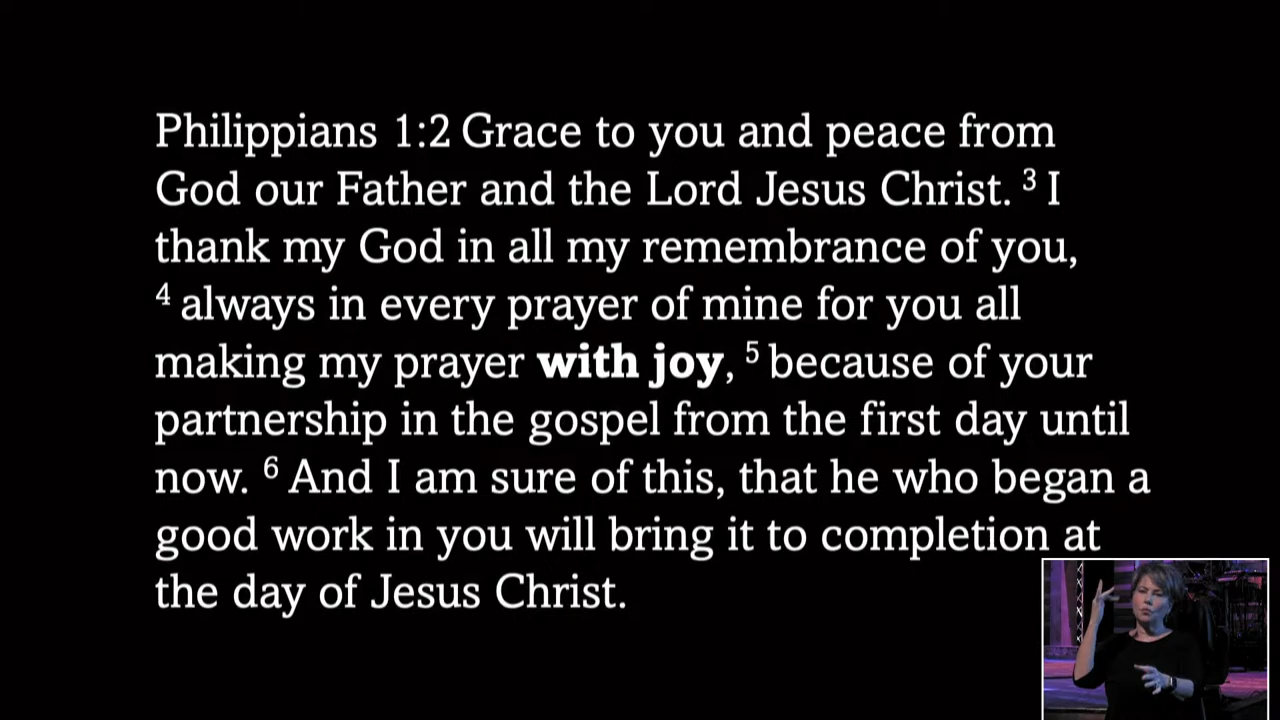 Philippians 1:2 Grace to you and peace from
God our Father and the Lord Jesus Christ. 3 I
thank my God in all my remembrance of you,
4 always in every prayer of mine for you all
making my prayer with joy, 5 because of your
partnership in the gospel from the first day until
now. 6 And I am sure of this, that he who began a
good work in you will bring it to completion at
the day of Jesus Christ.